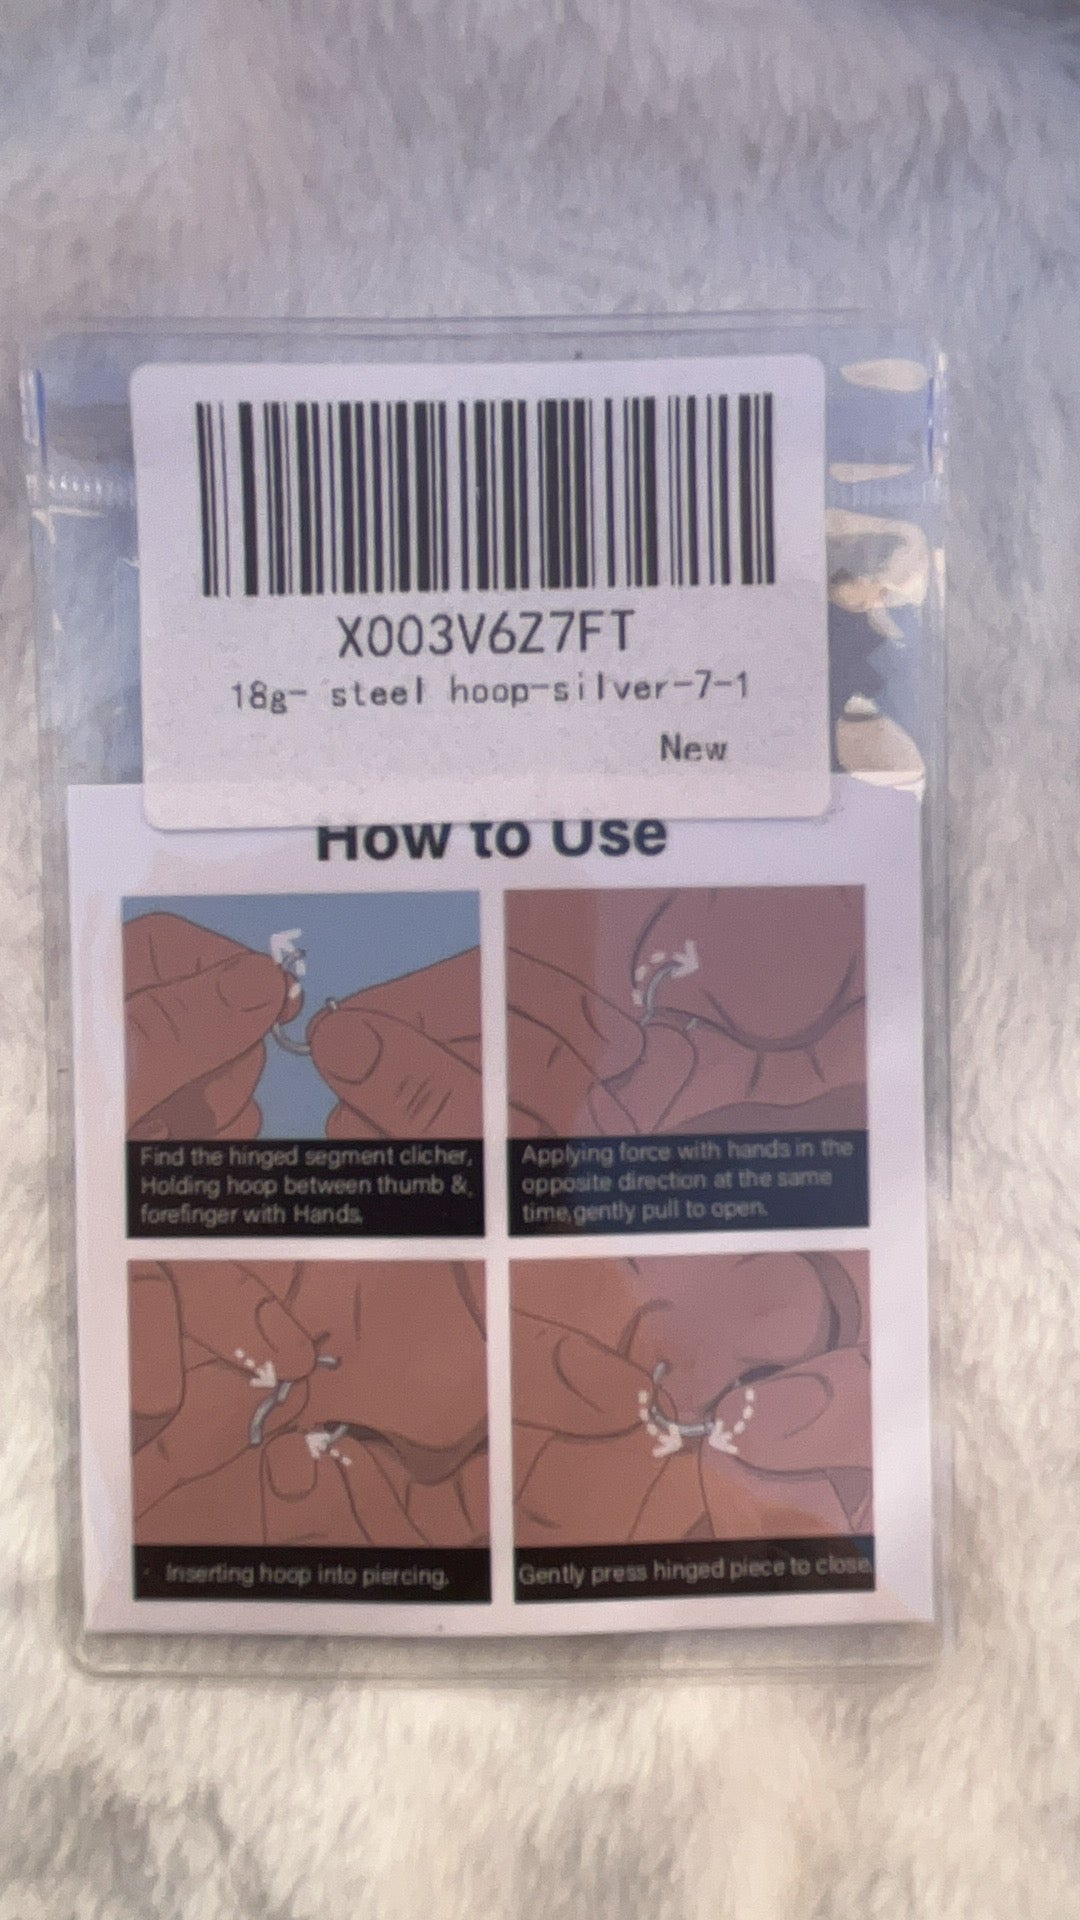 X003V6Z7FT
18g- steel hoop-silver-7-1
New
How to Use
Find the hinged segment clicher,
Holding hoop between thumb &
forefinger with Hands,
Applying force with hands in the
opposite direction at the same
time,gently pull to open.
Inserting hoop into piercing.
Gently press hinged piece to close.